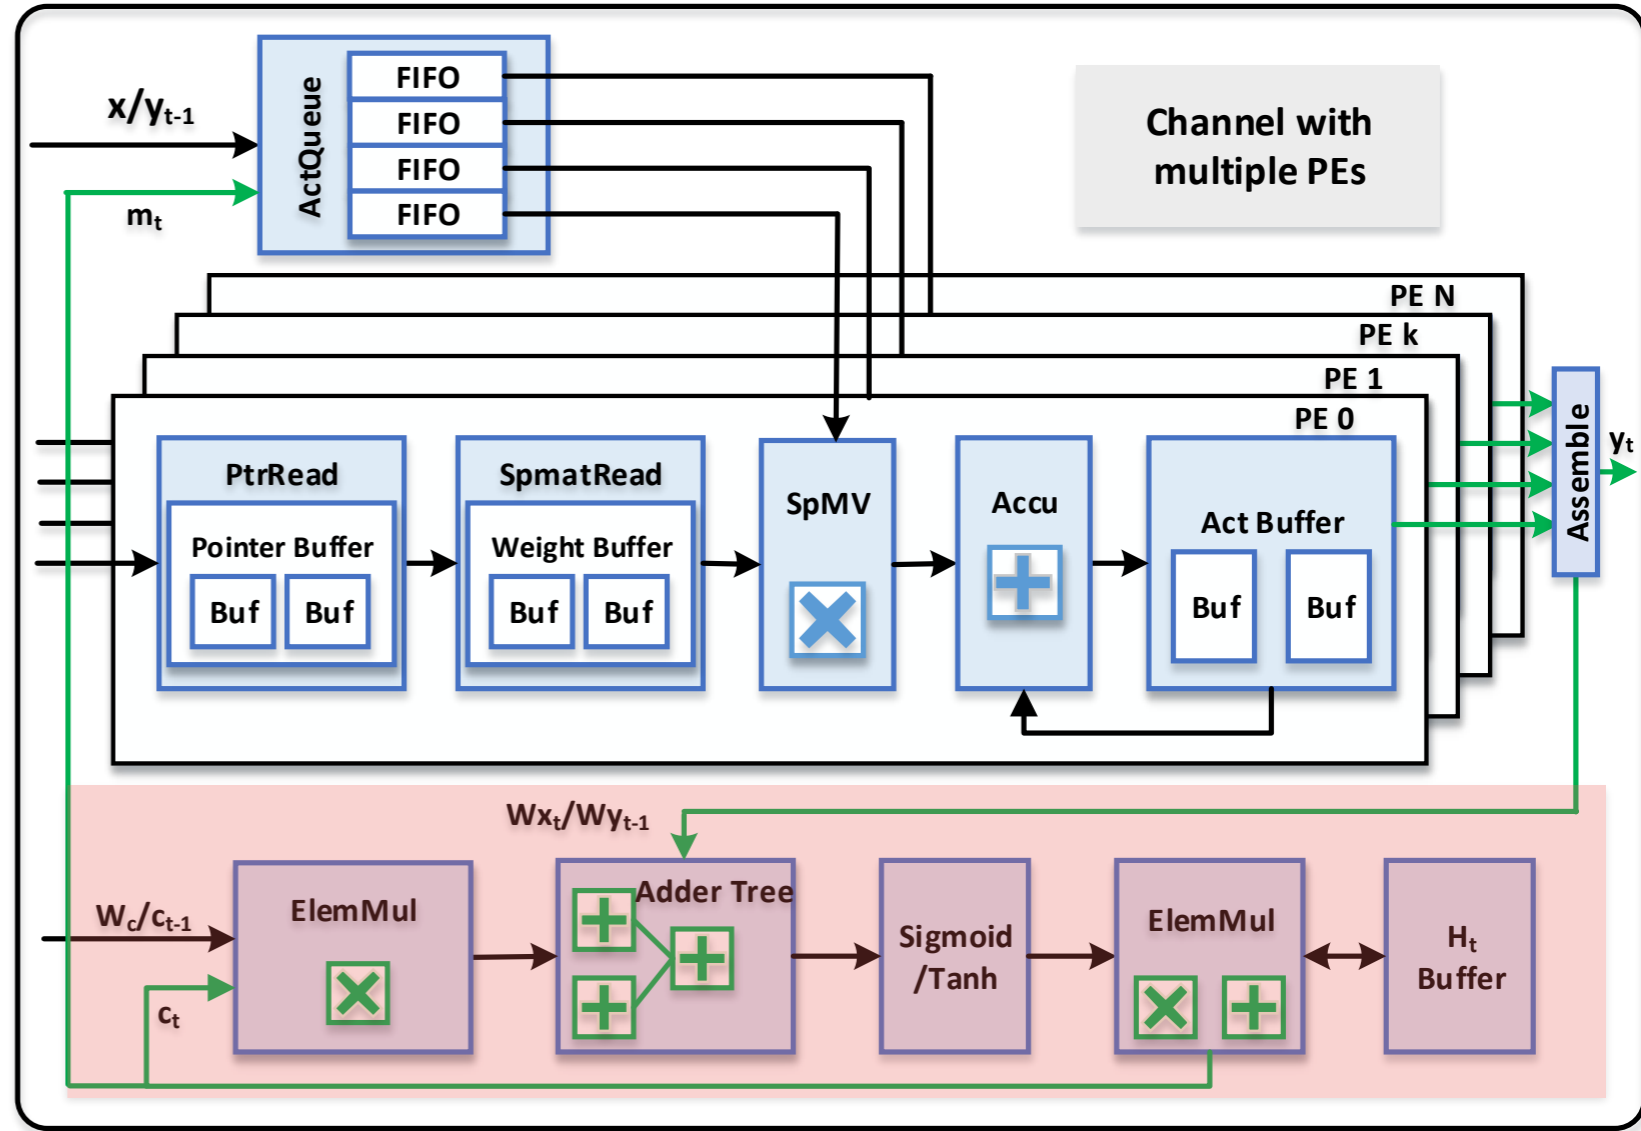 x/yt-1
mt
ActQueue
FIFO
FIFO
FIFO
FIFO
Channel with
multiple PEs
PE N
PE k
PE 1
PE 0
PtrRead
Pointer Buffer
Buf Buf
SpmatRead
Weight Buffer
Buf Buf
SpMV
Accu
Act Buffer
Buf Buf
Assemble
yt
Wxt/Wyt-1
Wc/ct-1
ct
ElemMul
Adder Tree
Sigmoid
/Tanh
ElemMul
Ht
Buffer